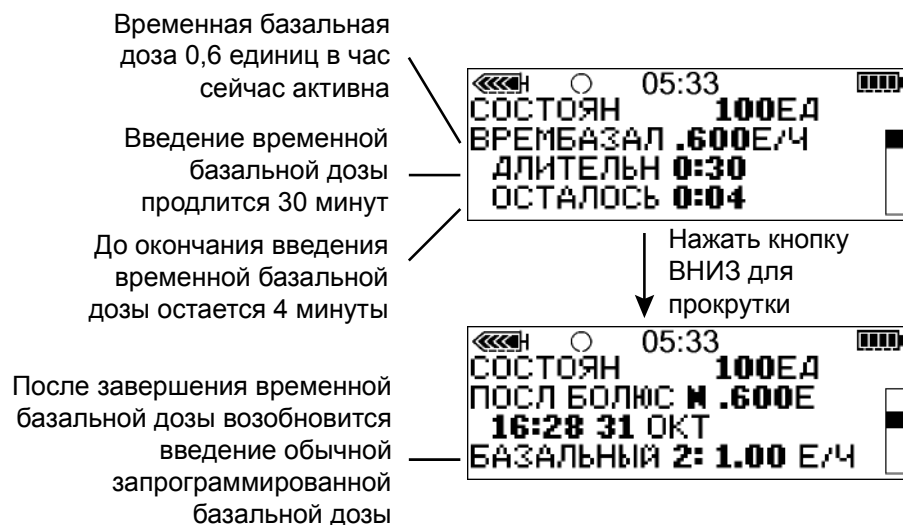 Временная базальная
доза 0,6 единиц в час
сейчас активна
Введение временной
базальной дозы
продлится 30 минут
До окончания введения
временной базальной
дозы остается 4 минуты
H 05:33
СОСТОЯН 100ЕД
ВРЕМБАЗАЛ .600Е/Ч
ДЛИТЕЛЬН 0:30
ОСТАЛОСЬ 0:04
Нажать кнопку
ВНИЗ для
прокрутки
После завершения временной
базальной дозы возобновится
введение обычной
запрограммированной
базальной дозы
H 05:33
СОСТОЯН 100ЕД
ПОСЛ БОЛЮС N .600Е
16:28 31 ОКТ
БАЗАЛЬНЫЙ 2: 1.00 Е/Ч